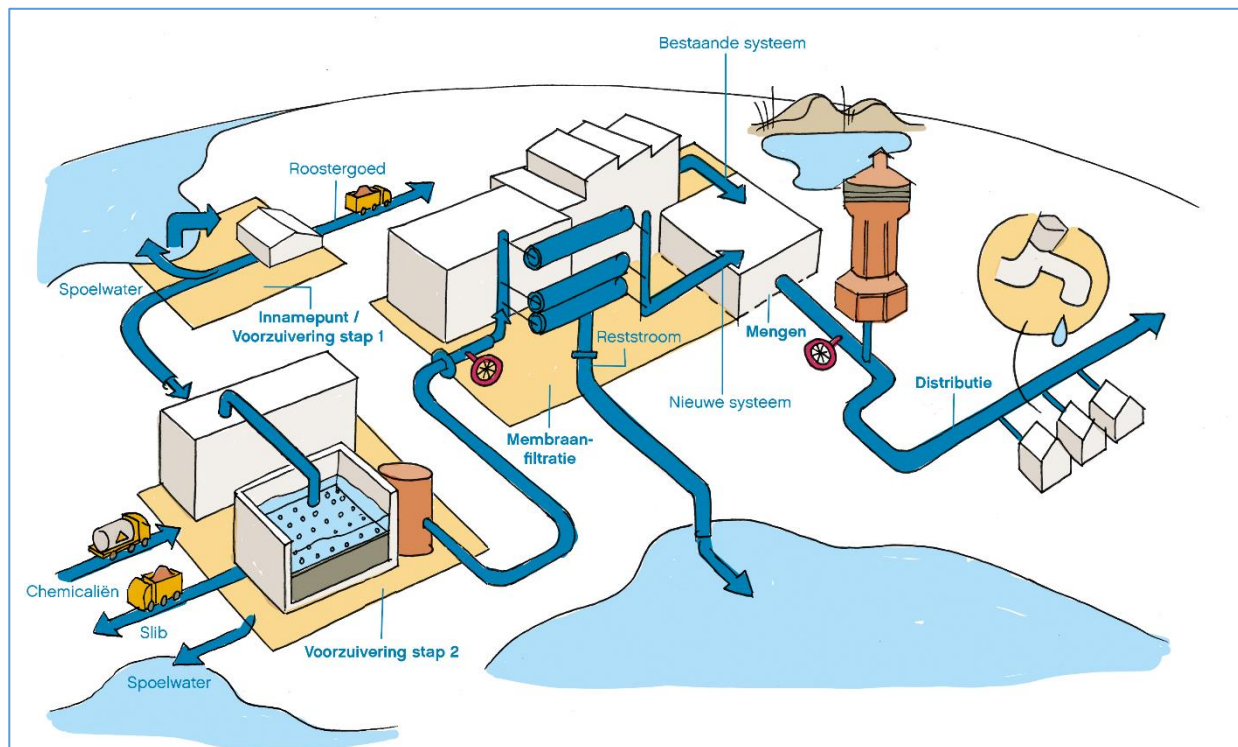 Bestaande systeem
Roostergoed
Spoelwater
Innamepunt /
Voorzuivering stap 1
Mengen
Reststroom
Nieuwe systeem
Distributie
Membraan-
filtratie
Chemicaliën
Slib
Voorzuivering stap 2
Spoelwater